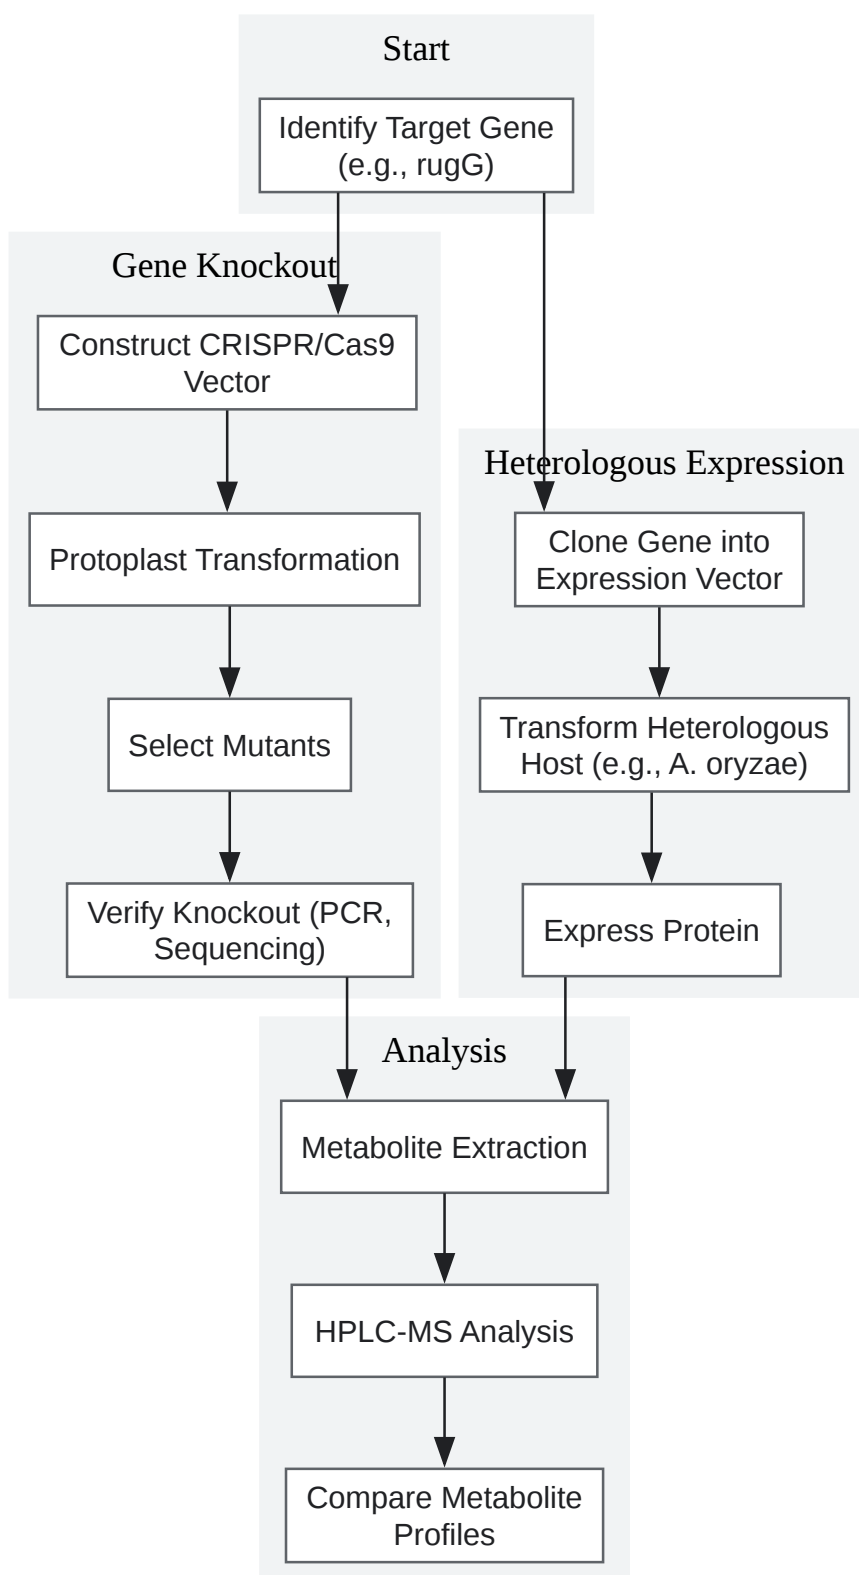 Start
Identify Target Gene
(e.g., rugG)
Gene Knockout
Construct CRISPR/Cas9
Vector
Protoplast Transformation
Select Mutants
Verify Knockout (PCR,
Sequencing)
Heterologous Expression
Clone Gene into
Expression Vector
Transform Heterologous
Host (e.g., A. oryzae)
Express Protein
Analysis
Metabolite Extraction
HPLC-MS Analysis
Compare Metabolite
Profiles